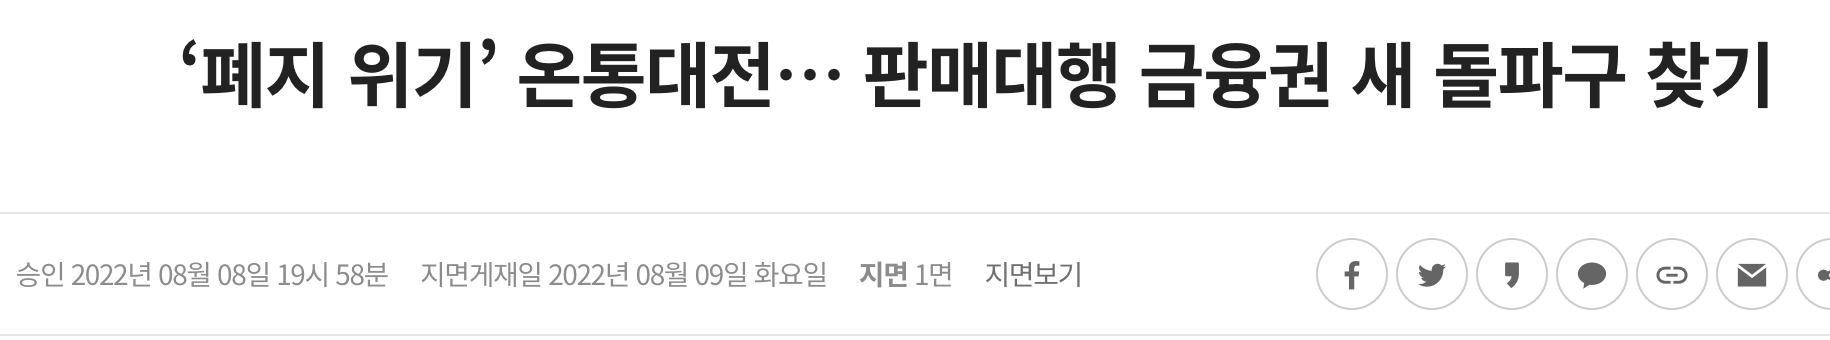 ‘폐지 위기’ 온통대전… 판매대행 금융권 새 돌파구 찾기
승인 2022년 08월 08일 19시 58분 지면게재일 2022년 08월 09일 화요일 지면 1면 지면보기